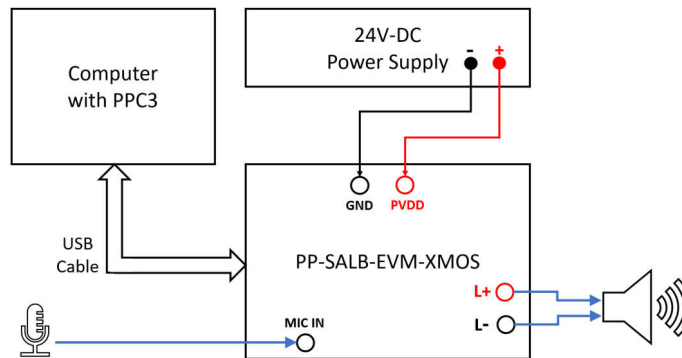 Computer
with PPC3
24V-DC
Power Supply
- +
GND
PVDD
USB
Cable
PP-SALB-EVM-XMOS
L+
L-
MIC IN